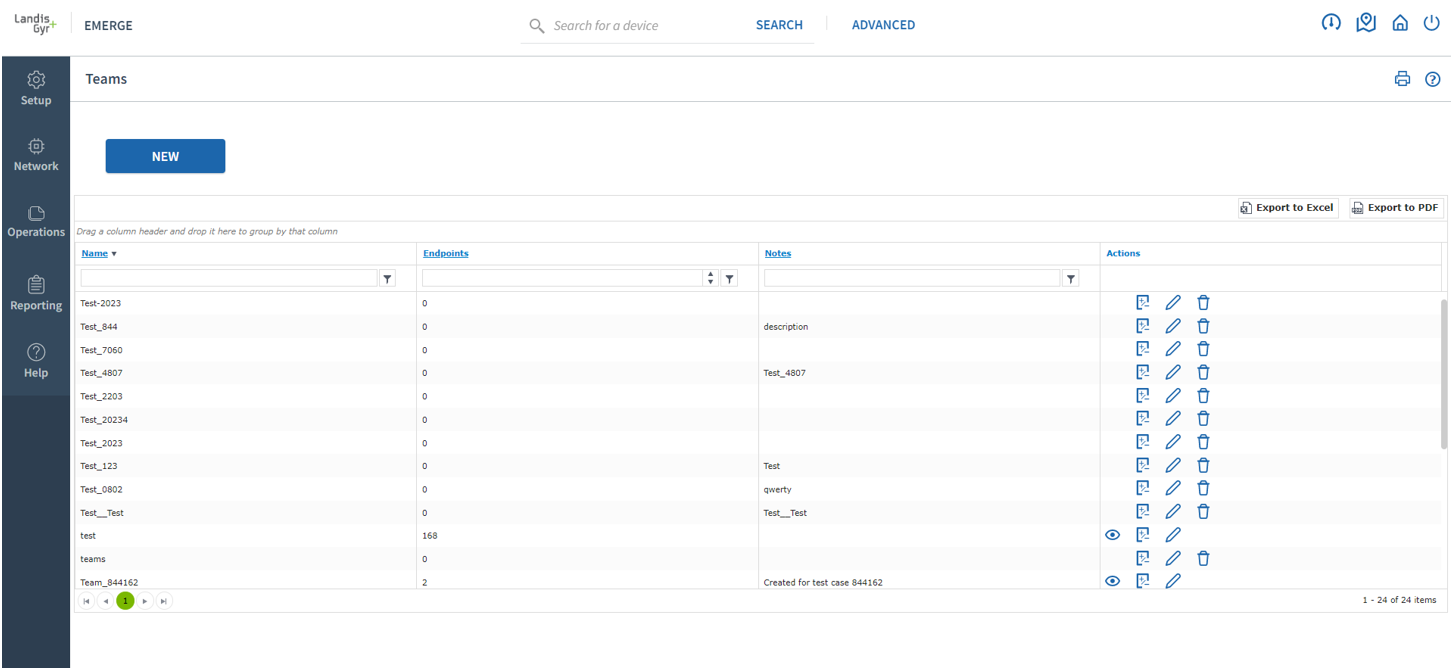 Landis
Gyr+
EMERGE
Search for a device
SEARCH
ADVANCED
Setup
Network
Operations
Reporting
Help
Teams
NEW
Export to Excel
Export to PDF
Drag a column header and drop it here to group by that column
Name Endpoints Notes Actions
Test-2023 0
Test_844 0 description
Test_7060 0
Test_4807 0 Test_4807
Test_2203 0
Test_20234 0
Test_2023 0
Test_123 0 Test
Test_0802 0 qwerty
Test__Test 0 Test__Test
test 168
teams 0
Team_844162 2 Created for test case 844162
1
1 - 24 of 24 items